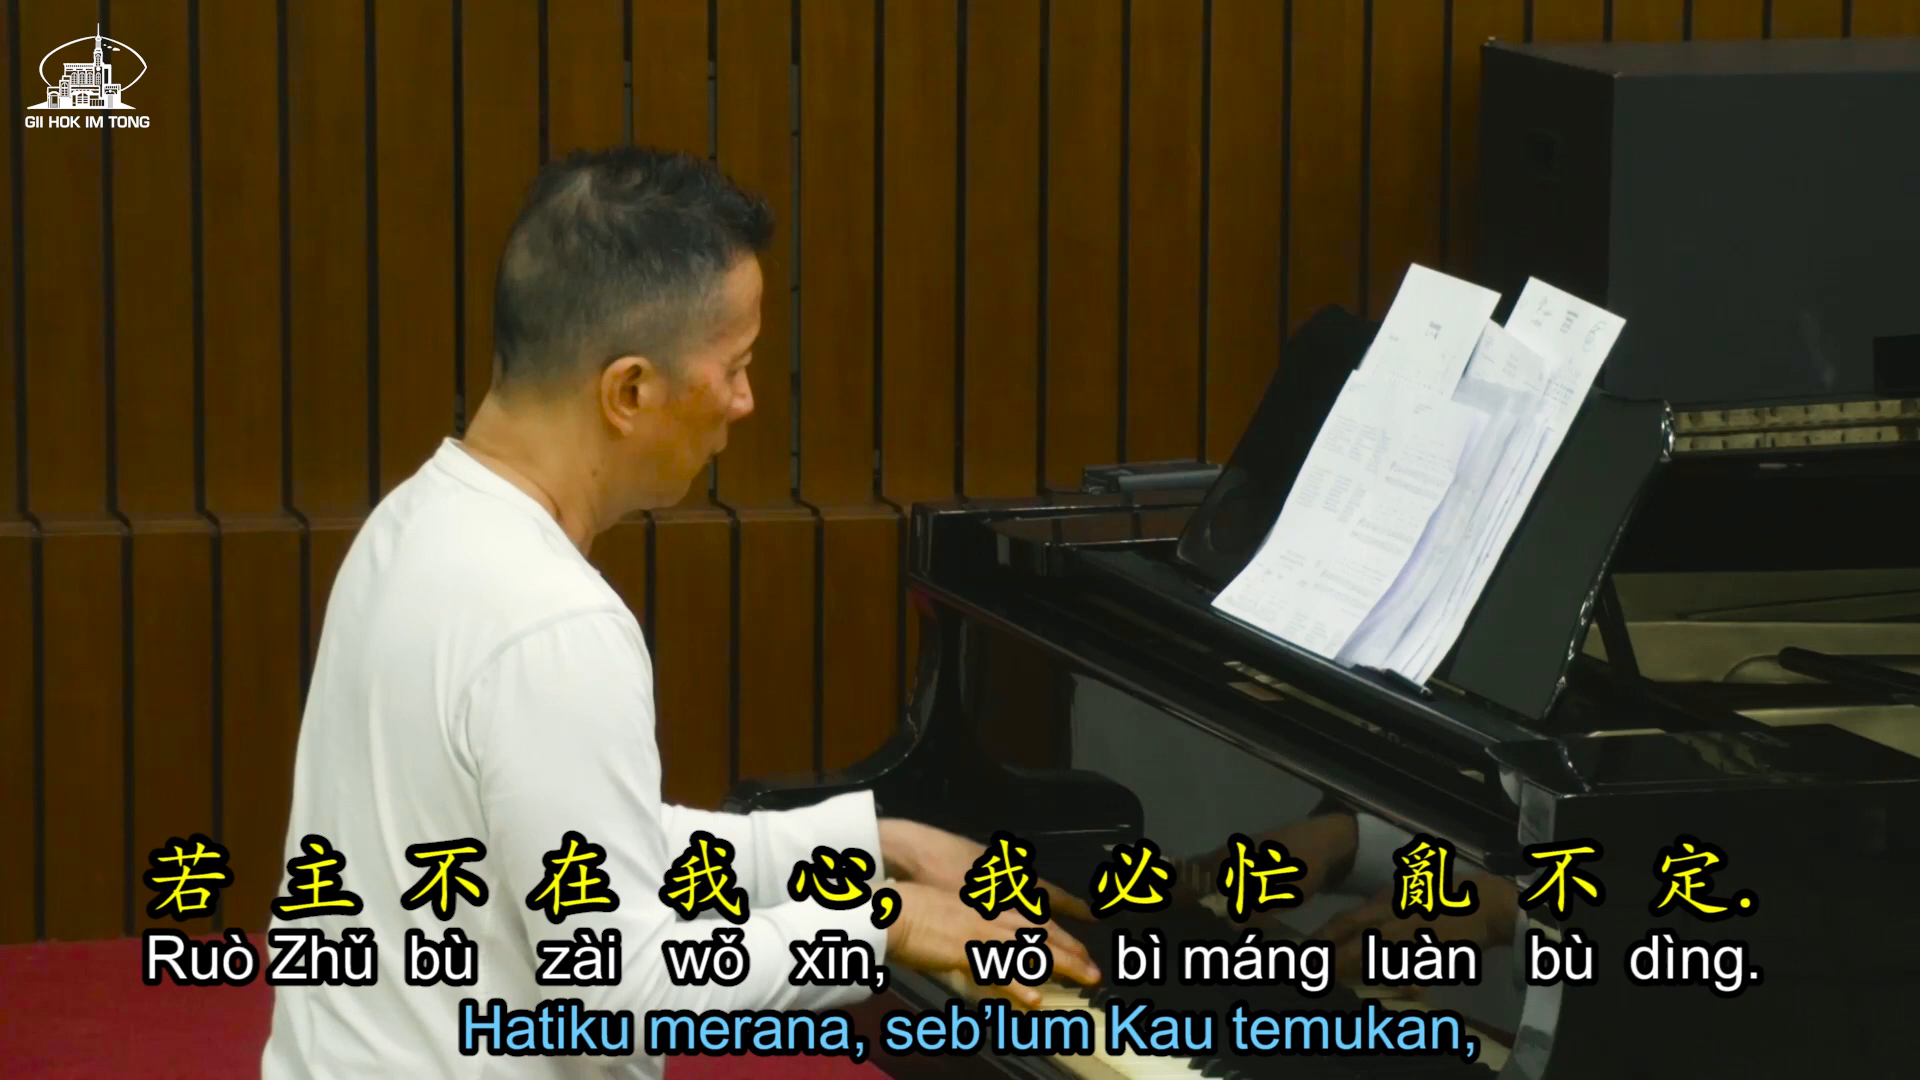 GII HOK IM TONG
若 主 不 在 我 心, 我 必 忙 亂 不 定.
Ruò Zhǔ bù zài wǒ xīn, wǒ bì máng luàn bù dìng.
Hatiku merana, seb’lum Kau temukan,